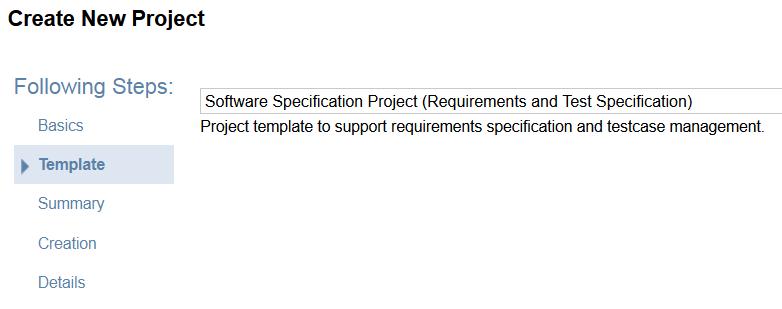 Create New Project
Following Steps:
Basics
Template
Summary
Creation
Details
Software Specification Project (Requirements and Test Specification)
Project template to support requirements specification and testcase management.